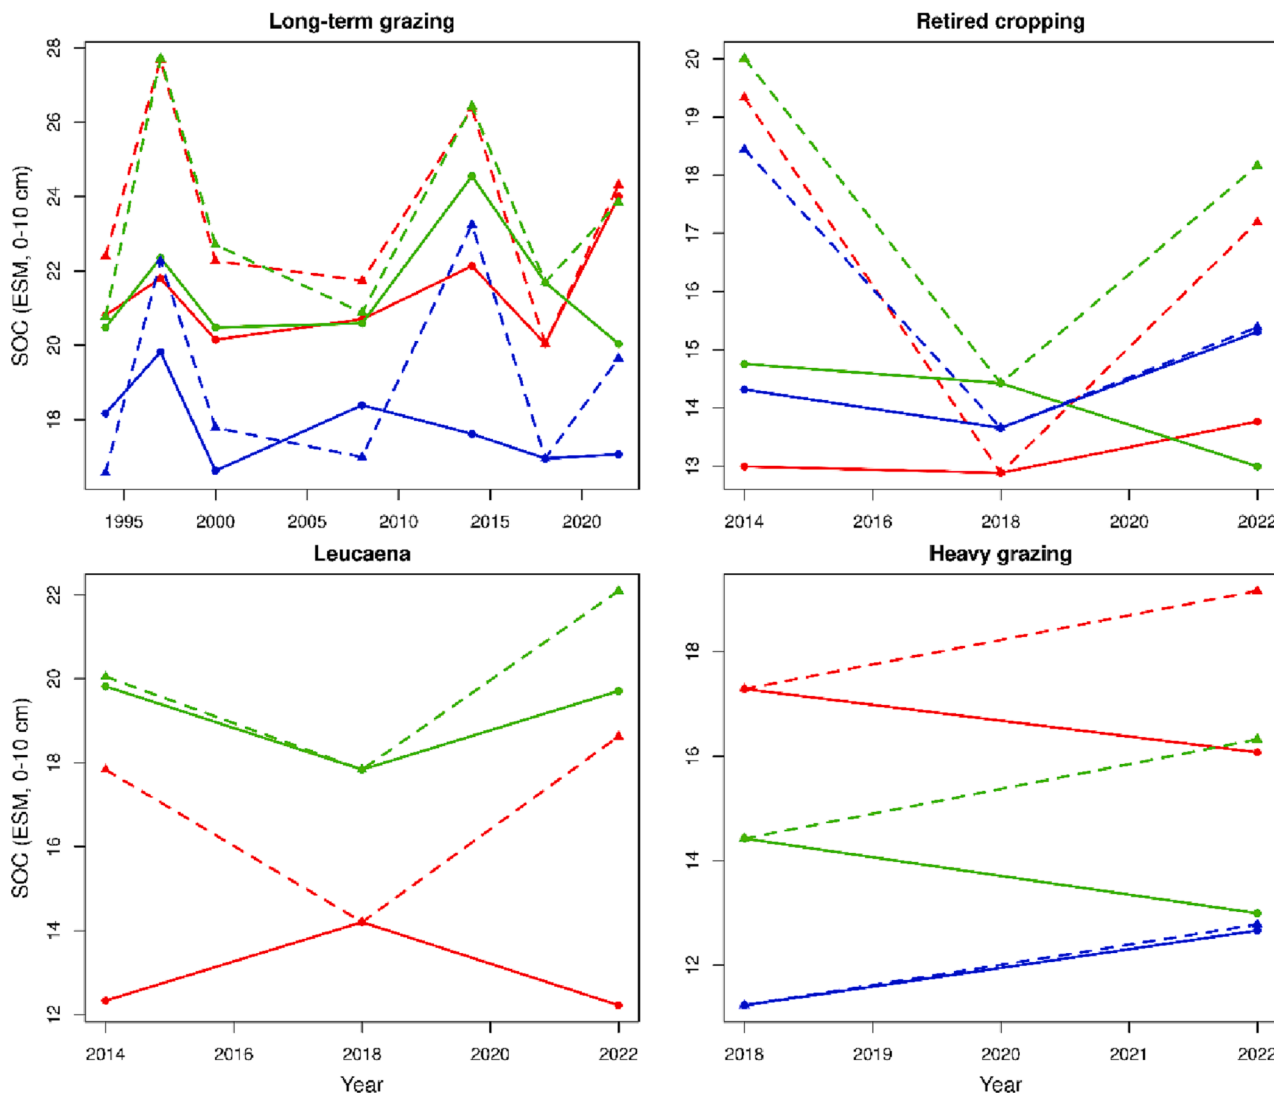 Long-term grazing
SOC (ESM, 0-10 cm)
28
26
24
22
20
18
1995 2000 2005 2010 2015 2020
Retired cropping
20
19
18
17
16
15
14
13
2014 2016 2018 2020 2022
Leucaena
SOC (ESM, 0-10 cm)
22
20
18
16
14
12
2014 2016 2018 2020 2022
Year
Heavy grazing
18
16
14
12
2018 2019 2020 2021 2022
Year